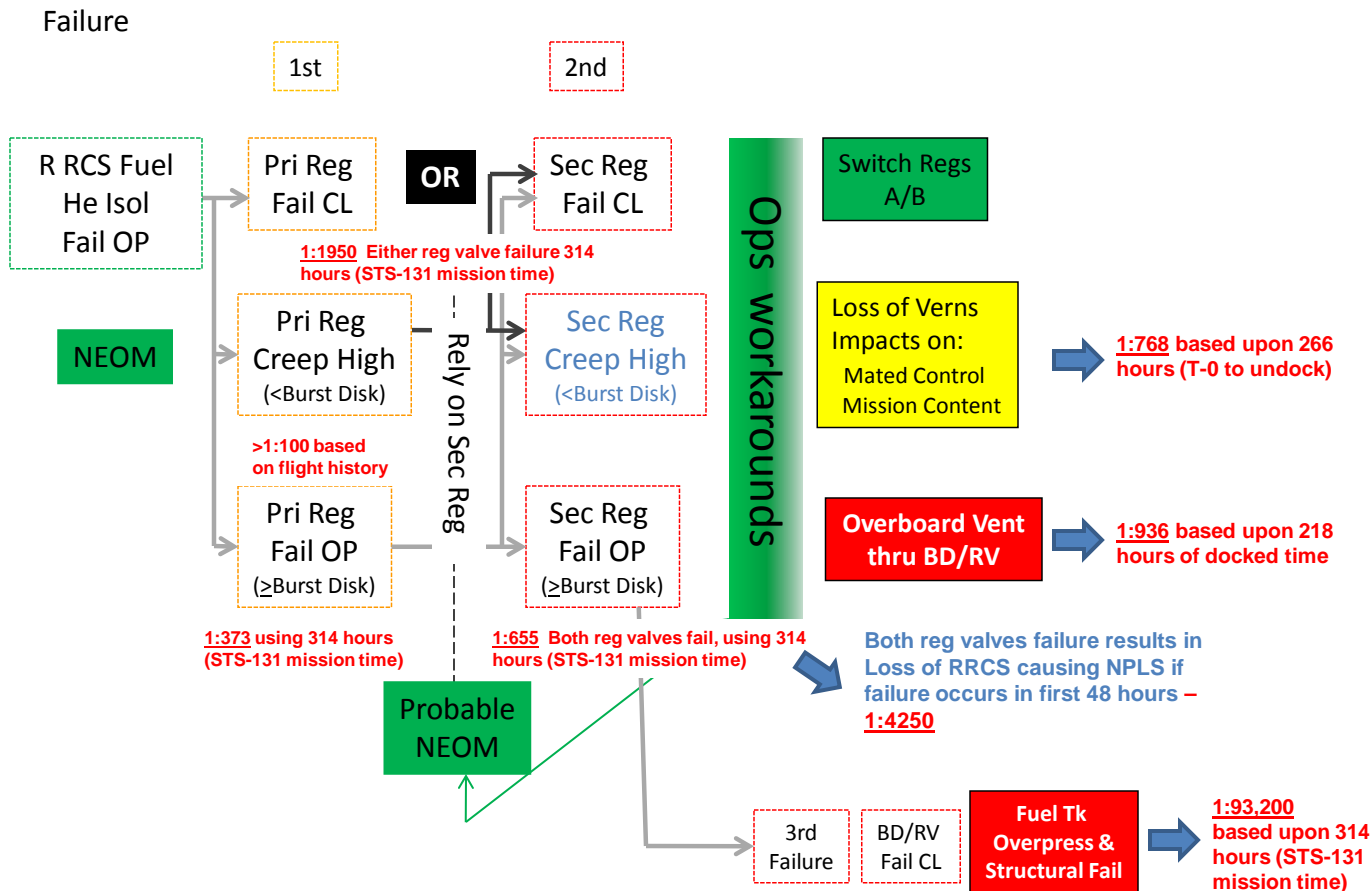 Failure
1st
2nd
R RCS Fuel
He Isol
Fail OP
Pri Reg
Fail CL
OR
Sec Reg
Fail CL
Switch Regs
A/B
1:1950 Either reg valve failure 314
hours (STS-131 mission time)
NEOM
Pri Reg
Creep High
(<Burst Disk)
Rely on Sec Reg
Sec Reg
Creep High
(<Burst Disk)
Ops workarounds
Loss of Verns
Impacts on:
Mated Control
Mission Content
1:768 based upon 266
hours (T-0 to undock)
>1:100 based
on flight history
Pri Reg
Fail OP
(≥Burst Disk)
Sec Reg
Fail OP
(≥Burst Disk)
Overboard Vent
thru BD/RV
1:936 based upon 218
hours of docked time
1:373 using 314 hours
(STS-131 mission time)
1:655 Both reg valves fail, using 314
hours (STS-131 mission time)
Both reg valves failure results in
Loss of RRCS causing NPLS if
failure occurs in first 48 hours –
1:4250
Probable
NEOM
3rd
Failure
BD/RV
Fail CL
Fuel Tk
Overpress &
Structural Fail
1:93,200
based upon 314
hours (STS-131
mission time)